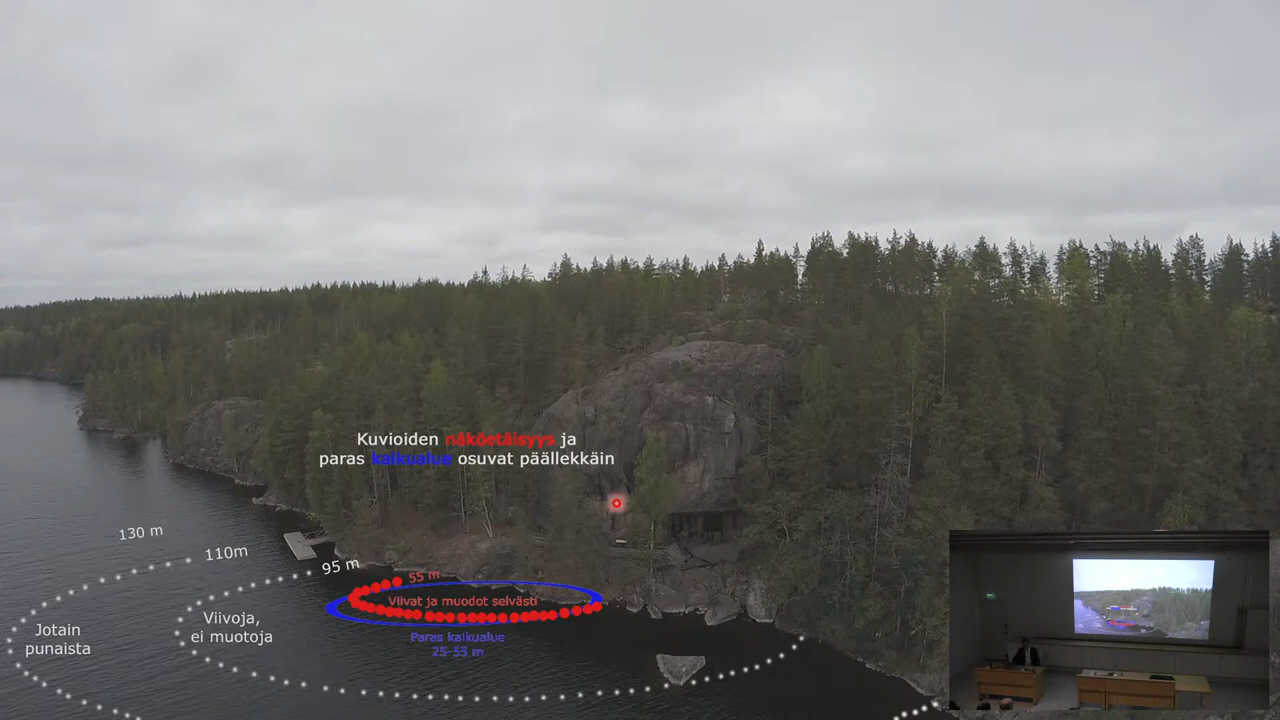 Kuvioiden näköetäisyys ja
paras kaikualue osuvat päällekkäin
130 m
110m
95 m
55 m
Viivat ja muodot selvästi
Viivoja,
ei muotoja
Jotain
punaista
Paras kaikualue
25-55 m